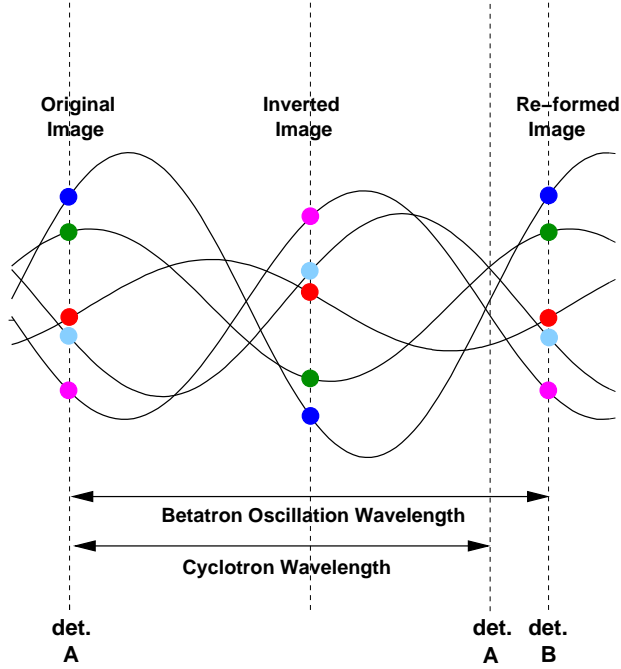 Original
Image
Inverted
Image
Re-formed
Image
Betatron Oscillation Wavelength
Cyclotron Wavelength
det.
A
det.
A
det.
B